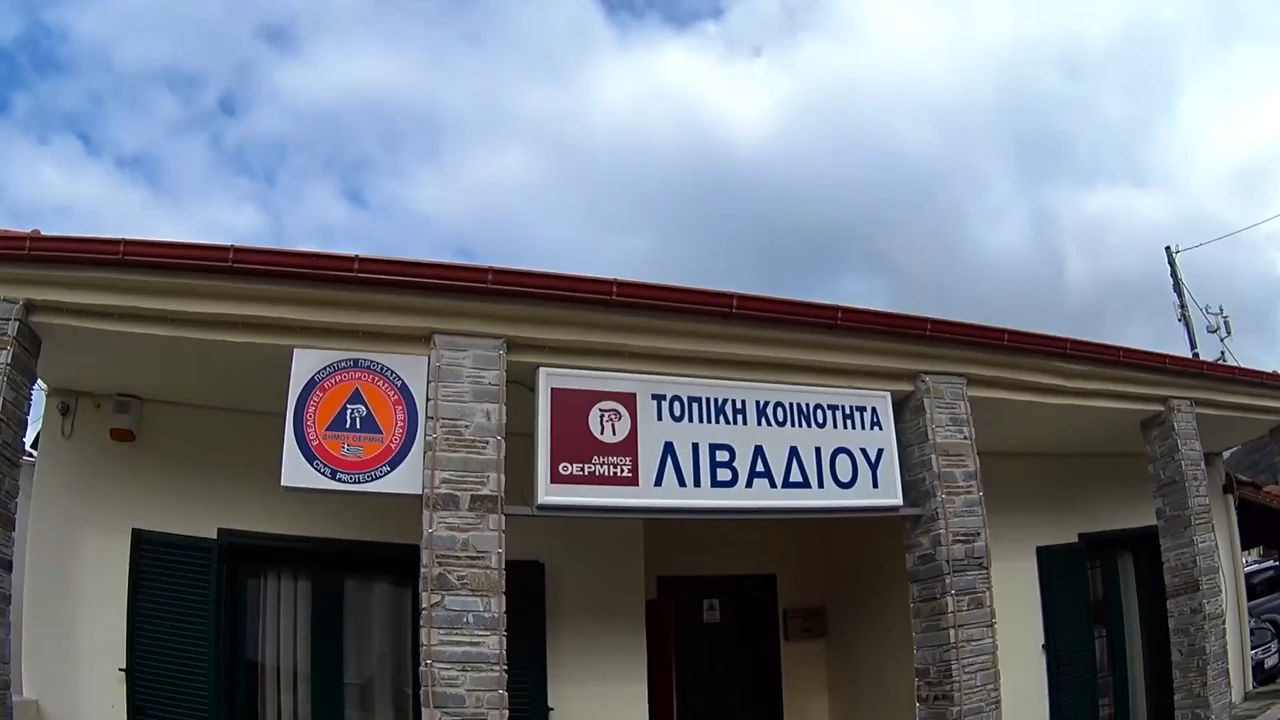 ΠΟΛΙΤΙΚΗ ΠΡΟΣΤΑΣΙΑ
ΕΘΕΛΟΝΤΕΣ ΠΥΡΟΠΡΟΣΤΑΣΙΑΣ ΛΙΒΑΔΙΟΥ
ΔΗΜΟΥ ΘΕΡΜΗΣ
CIVIL PROTECTION
ΔΗΜΟΣ
ΘΕΡΜΗΣ
ΤΟΠΙΚΗ ΚΟΙΝΟΤΗΤΑ
ΛΙΒΑΔΙΟΥ